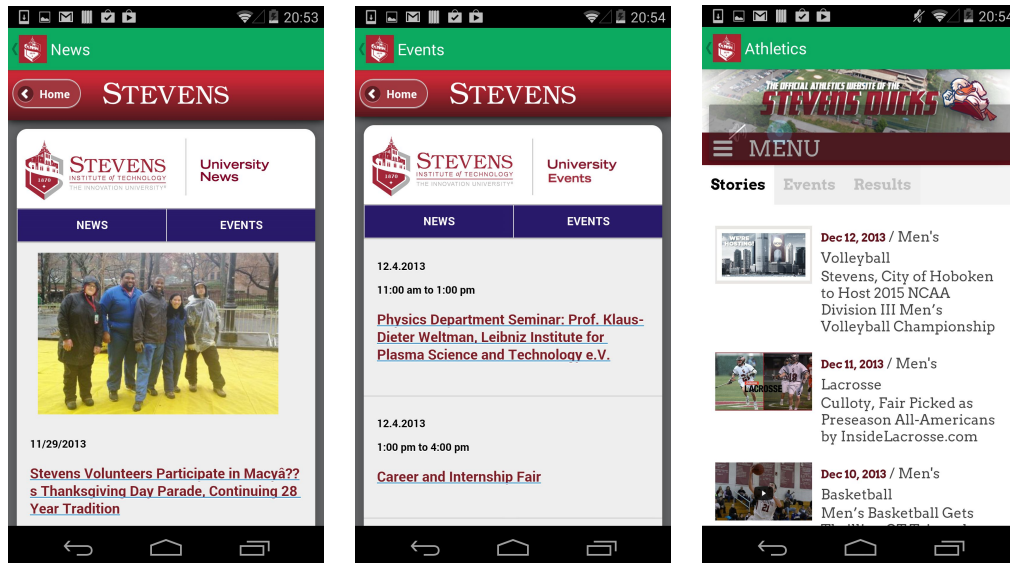 20:53
News
Home
STEVENS
1870
STEVENS
INSTITUTE of TECHNOLOGY
THE INNOVATION UNIVERSITY®
University
News
NEWS
EVENTS
11/29/2013
Stevens Volunteers Participate in Macyâ??
s Thanksgiving Day Parade, Continuing 28
Year Tradition
20:54
Events
Home
STEVENS
1870
STEVENS
INSTITUTE of TECHNOLOGY
THE INNOVATION UNIVERSITY®
University
Events
NEWS
EVENTS
12.4.2013
11:00 am to 1:00 pm
Physics Department Seminar: Prof. Klaus-
Dieter Weltman, Leibniz Institute for
Plasma Science and Technology e.V.
12.4.2013
1:00 pm to 4:00 pm
Career and Internship Fair
20:54
Athletics
THE OFFICIAL ATHLETICS WEBSITE OF THE
STEVENS DUCKS
MENU
Stories
Events
Results
WE'RE
HOSTING!
Dec 12, 2013 / Men's
Volleyball
Stevens, City of Hoboken
to Host 2015 NCAA
Division III Men’s
Volleyball Championship
LACROSSE
Dec 11, 2013 / Men's
Lacrosse
Culloty, Fair Picked as
Preseason All-Americans
by InsideLacrosse.com
21
Dec 10, 2013 / Men's
Basketball
Men’s Basketball Gets